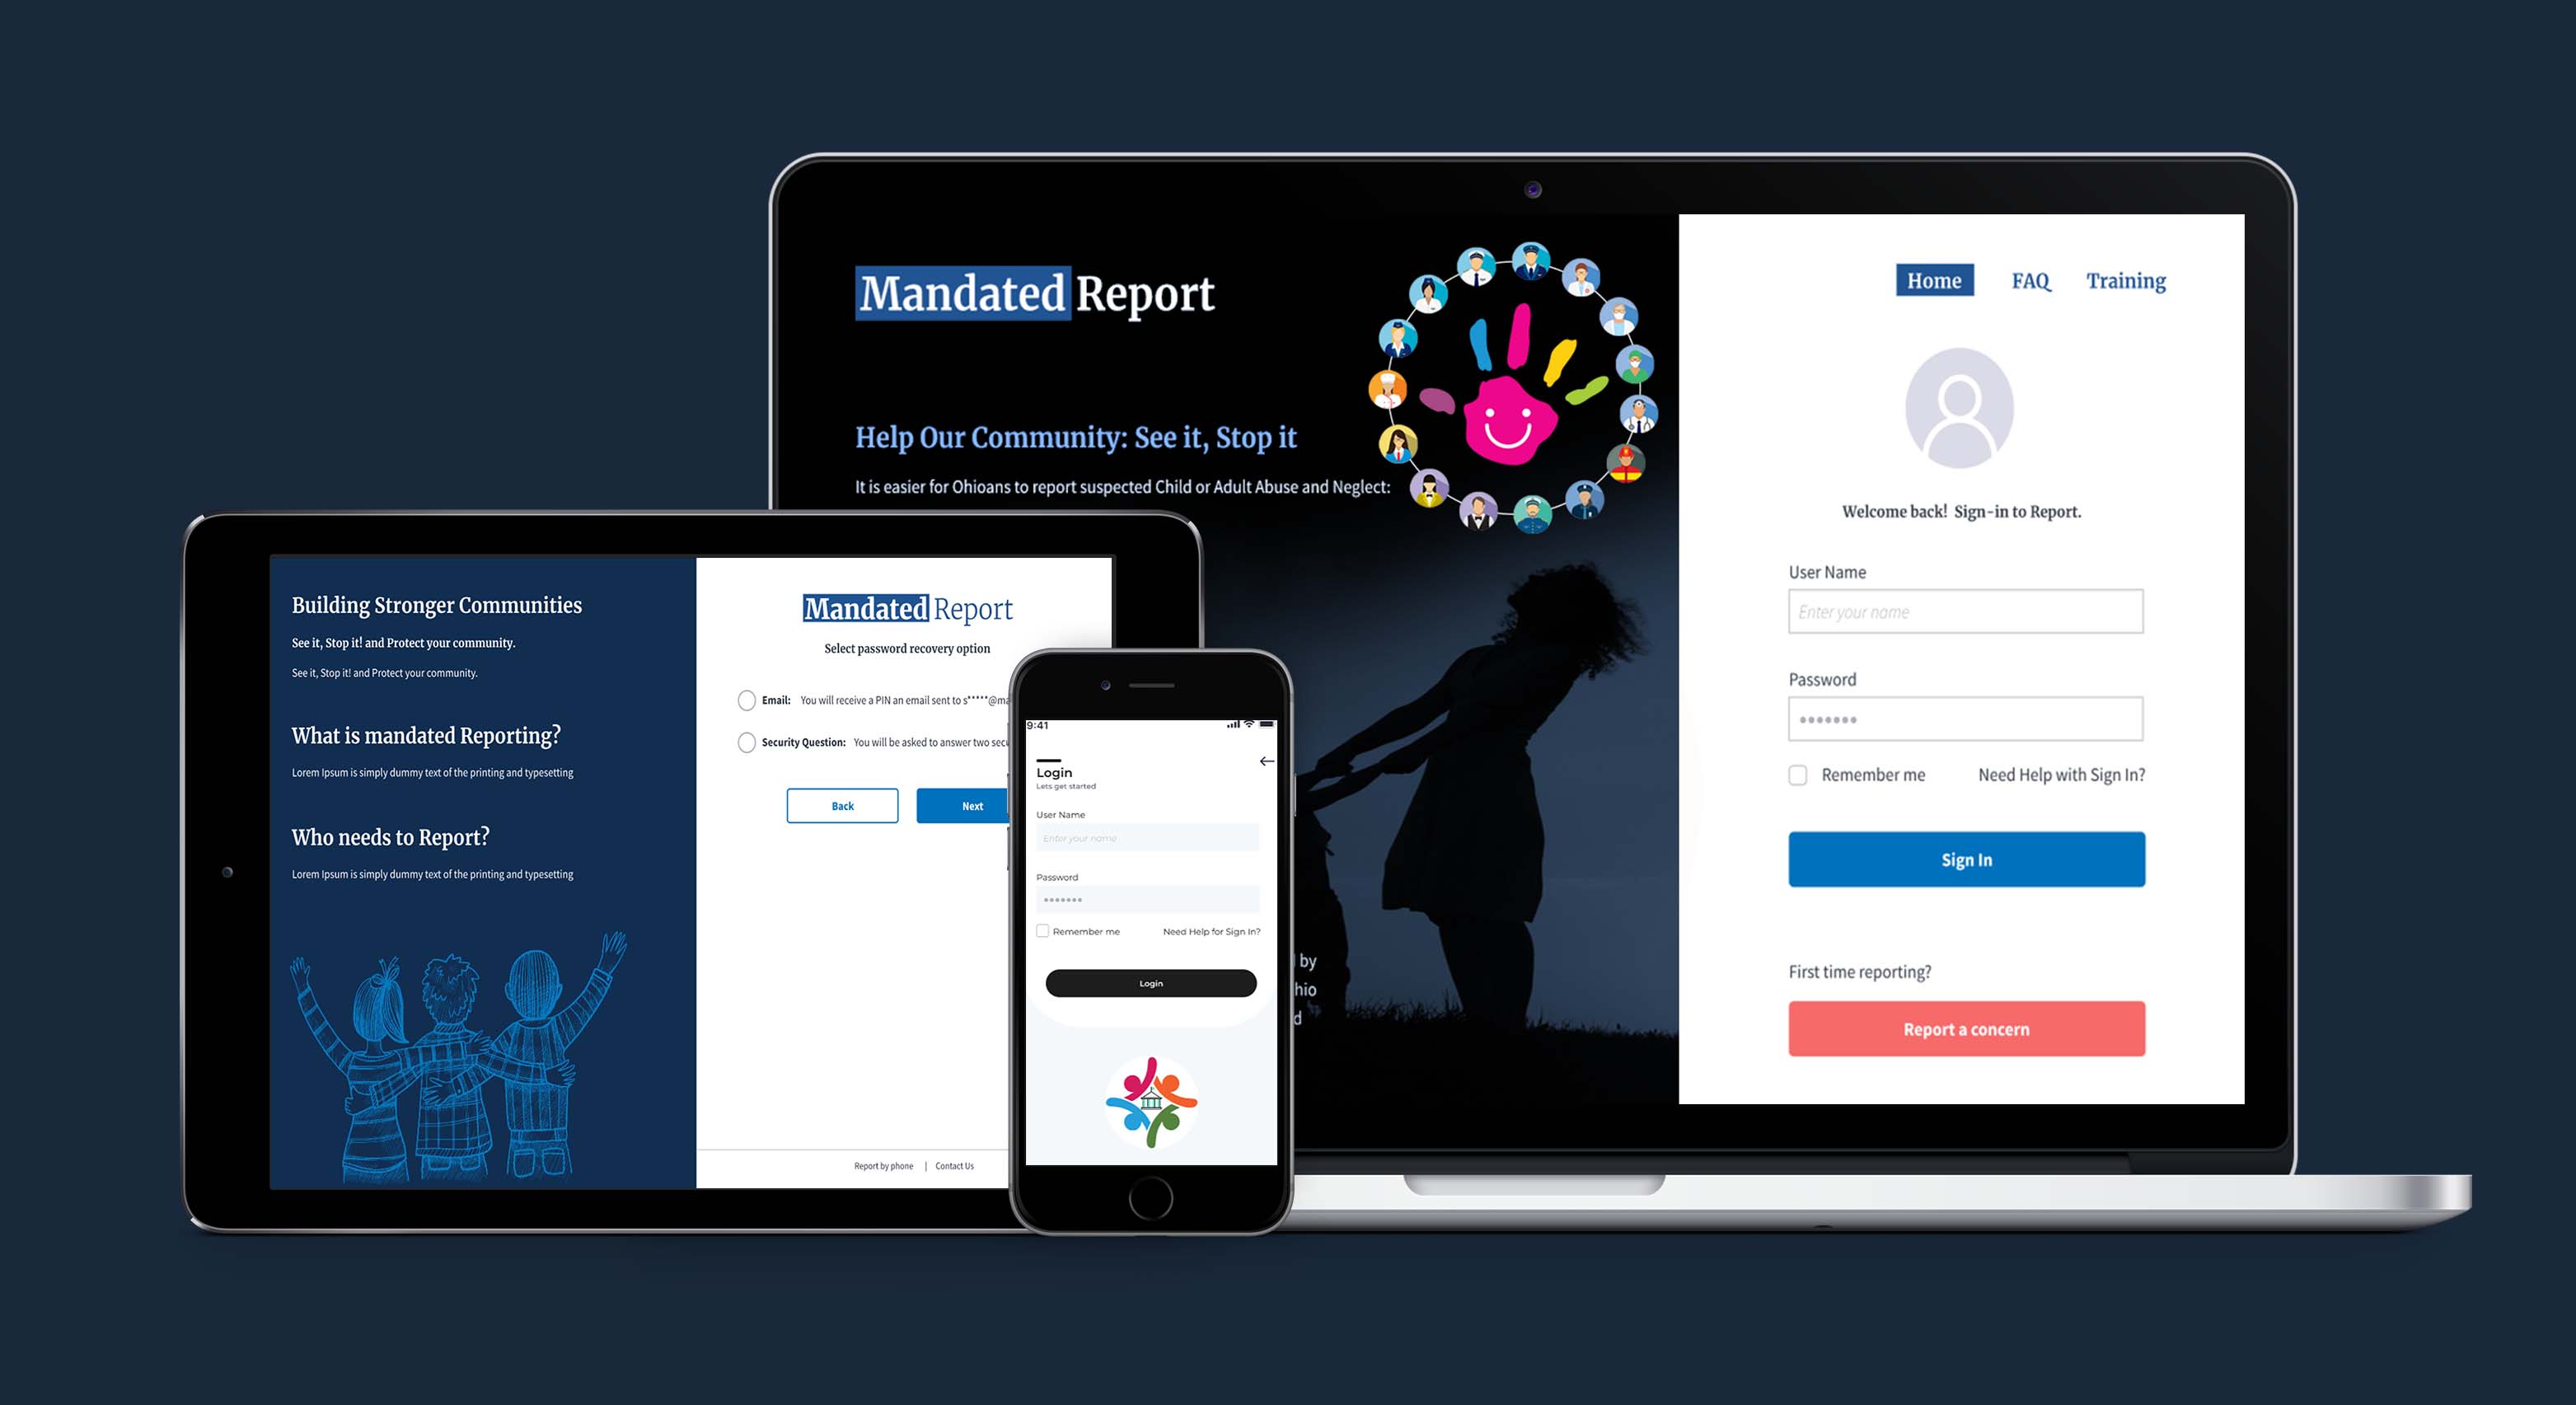 Mandated Report
Help Our Community: See it, Stop it
It is easier for Ohioans to report suspected Child or Adult Abuse and Neglect:
by
hio
d
Home FAQ Training
Welcome back! Sign-in to Report.
User Name
Enter your name
Password
Remember me Need Help with Sign In?
Sign In
First time reporting?
Report a concern
Building Stronger Communities
See it, Stop it! and Protect your community.
See it, Stop it! and Protect your community.
What is mandated Reporting?
Lorem Ipsum is simply dummy text of the printing and typesetting
Who needs to Report?
Lorem Ipsum is simply dummy text of the printing and typesetting
Mandated Report
Select password recovery option
Email: You will receive a PIN an email sent to s*****@ma
Security Question: You will be asked to answer two secu
Back Next
Report by phone | Contact Us
9:41
Login
Lets get started
User Name
Enter your name
Password
Remember me Need Help for Sign In?
Login